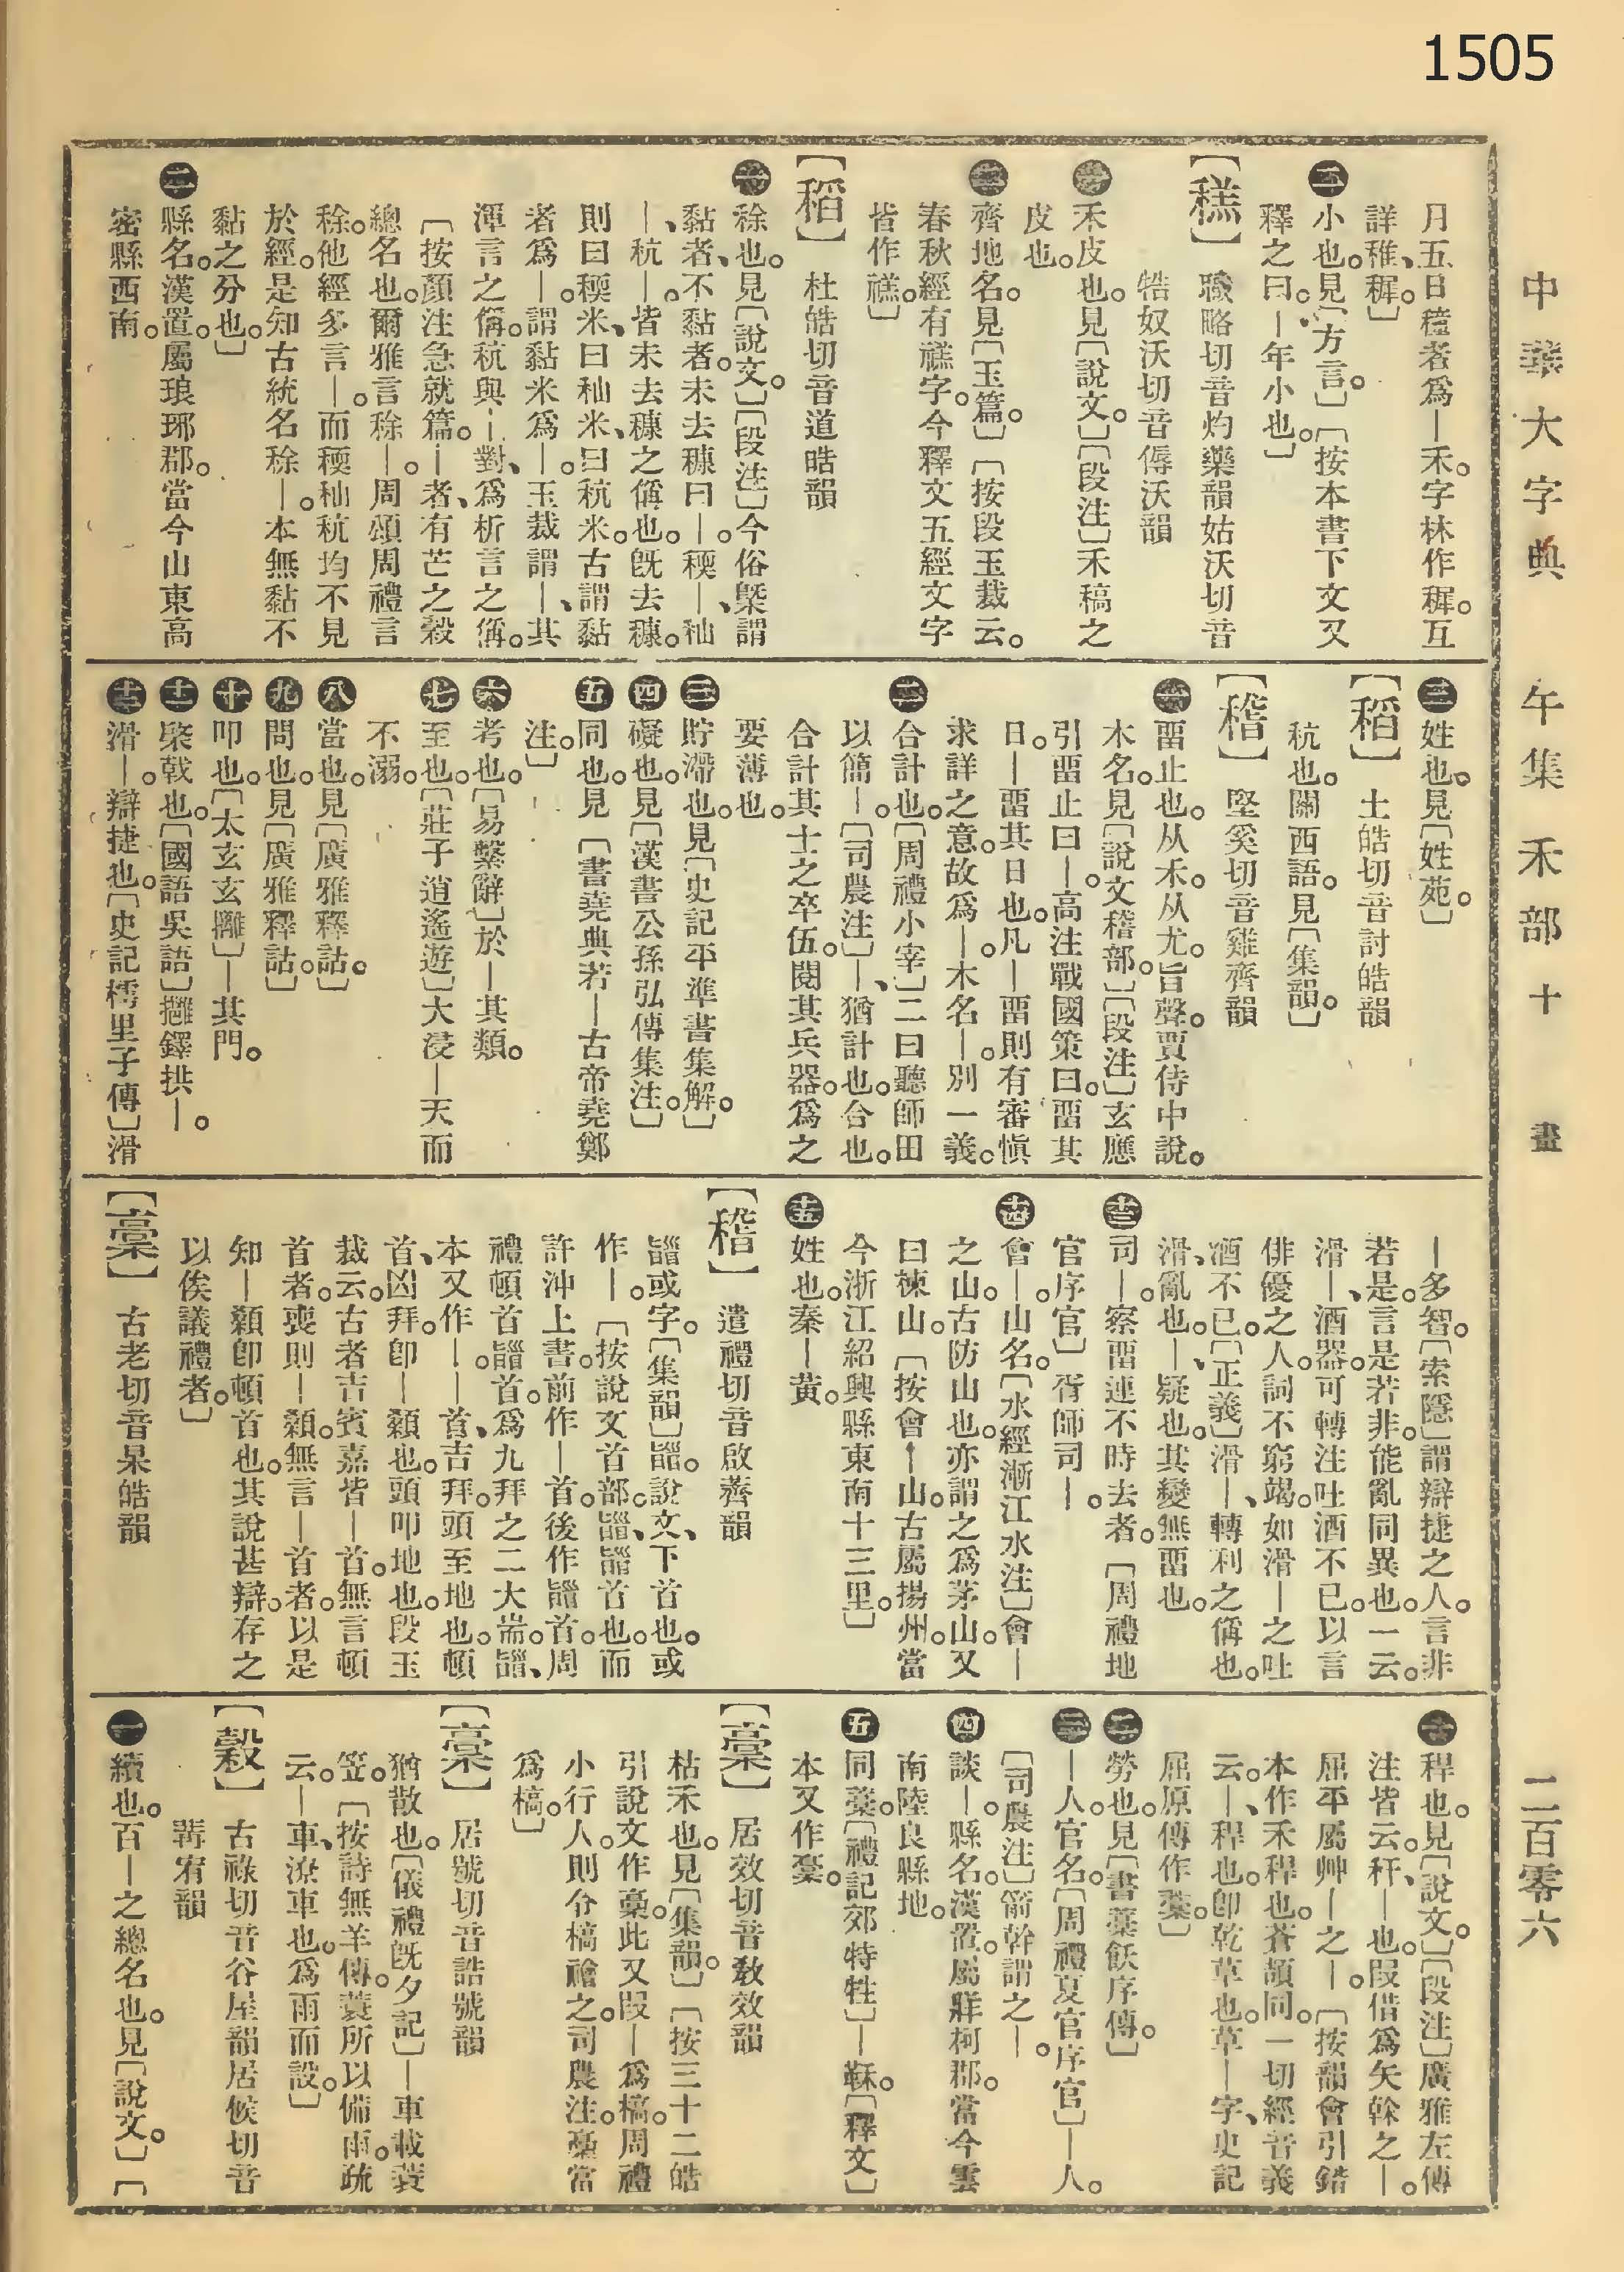 1505
中華大字典　午集　禾部　十畫　二百零六
月五日穜者爲｜禾。字林作穉。互
詳稚、穉。〕
二小也。見〔方言。〕〔按本書下文又
釋之曰。｜年小也。〕
【䅥】職略切音灼藥韻姑沃切音
牿奴沃切音傉沃韻
禾皮也。見〔說文。〕〔段注〕禾稿之
皮也。
齊地名。見〔玉篇。〕〔按段玉裁云。
春秋經有禚字。今釋文五經文字
皆作禚。〕
【稻】杜皓切音道皓韻
一稌也。見〔說文。〕〔段注〕今俗槩謂
黏者、不黏者。未去穅曰｜。稬｜、秈
｜、秔｜。皆未去穅之偁也。旣去穅。
則曰稬米、曰秈米、曰秔米。古謂黏
者爲｜。謂黏米爲｜。玉裁謂｜、其
渾言之偁。秔與｜對、爲析言之偁。
〔按顏注急就篇。｜者、有芒之穀
總名也。爾雅言稌｜。周頌周禮言
稌。他經多言｜。而稬秈秔均不見
於經。是知古統名稌｜。本無黏不
黏之分也。〕
二縣名。漢置。屬琅琊郡。當今山東高
密縣西南。
三姓也。見〔姓苑。〕
【稻】土皓切音討皓韻
秔也。關西語。見〔集韻。〕
【稽】堅奚切音雞齊韻
一畱止也。从禾。从尤。旨聲。賈侍中說。
木名。見〔說文稽部。〕〔段注〕玄應
引畱止曰｜。高注戰國策曰。畱其
日。｜畱其日也。凡｜畱則有審愼
求詳之意。故爲｜。木名｜。別一義。
二合計也。〔周禮小宰〕二曰聽師田
以簡｜。〔司農注〕｜、猶計也。合也。
合計其士之卒伍。閱其兵器。爲之
要薄也。
三貯滯也。見〔史記平準書集解。〕
四礙也。見〔漢書公孫弘傳集注。〕
五同也。見〔書堯典若｜古帝堯鄭
注。〕
六考也。〔易繫辭〕於｜其類。
七至也。〔莊子逍遙遊〕大浸｜天而
不溺。
八當也。見〔廣雅釋詁。〕
九問也。見〔廣雅釋詁。〕
十叩也。〔太玄玄攡〕｜其門。
十一棨戟也。〔國語吳語〕擁鐸拱｜。
十二滑｜。辯捷也。〔史記樗里子傳〕滑
｜多智。〔索隱〕謂辯捷之人。言非
若是。言是若非。能亂同異也。一云。
滑｜、酒器。可轉注吐酒不已。以言
俳優之人。詞不窮竭。如滑｜之吐
酒不已。〔正義〕滑｜、轉利之偁也。
滑、亂也。｜、疑也。其變無畱也。
十三司｜。察畱連不時去者。〔周禮地
官序官〕胥師司｜。
十四會｜。山名。〔水經漸江水注〕會｜
之山。古防山也。亦謂之爲茅山。又
曰棟山。〔按會｜山。古屬揚州。當
今浙江紹興縣東南十三里。〕
十五姓也。秦｜黃。
【稽】遣禮切音啟薺韻
䭫或字。〔集韻〕䭫。說文、下首也。或
作｜。〔按說文首部。䭫、䭫首也。而
許沖上書。前作｜首。後作䭫首。周
禮頓首䭫首。爲九拜之二大耑。䭫、
本又作｜。｜首、吉拜。頭至地也。頓
首、凶拜。卽｜顙也。頭叩地也。段玉
裁云。古者吉賓嘉皆｜首。無言頓
首者。喪則｜顙。無言｜首者。以是
知｜顙卽頓首也。其說甚辯。存之
以俟議禮者。〕
【稾】古老切音杲皓韻
一稈也。見〔說文。〕〔段注〕廣雅左傳
注皆云。秆、｜也。叚借爲矢榦之｜。
屈平屬艸｜之｜。〔按韻會引鍇
本作禾稈也。蒼頡同。一切經音義
云。｜、稈也。卽乾草也。草｜字、史記
屈原傳作葉〕
二勞也。見〔書稾飫序傳。〕
三｜人。官名。〔周禮夏官序官〕｜人。
〔司農注〕箭幹謂之｜。
四談｜。縣名。漢置。屬牂柯郡。當今雲
南陸良縣地。
五同藁。〔禮記郊特牲〕｜鞂。〔釋文〕
本又作藁。
【稾】居效切音敎效韻
枯禾也。見〔集韻。〕〔按三十二皓
引說文作稾。此又叚｜爲槁。周禮
小行人。則令槁禬之。司農注。稾當
爲槁。〕
【稾】居號切音誥號韻
猶散也。〔儀禮旣夕記〕｜車載蓑
笠。〔按詩無羊傳。蓑所以備雨。疏
云。｜車、潦車也。爲雨而設。〕
【穀】古祿切音谷屋韻居候切音
冓宥韻
一續也。百｜之總名也。見〔說文。〕〔